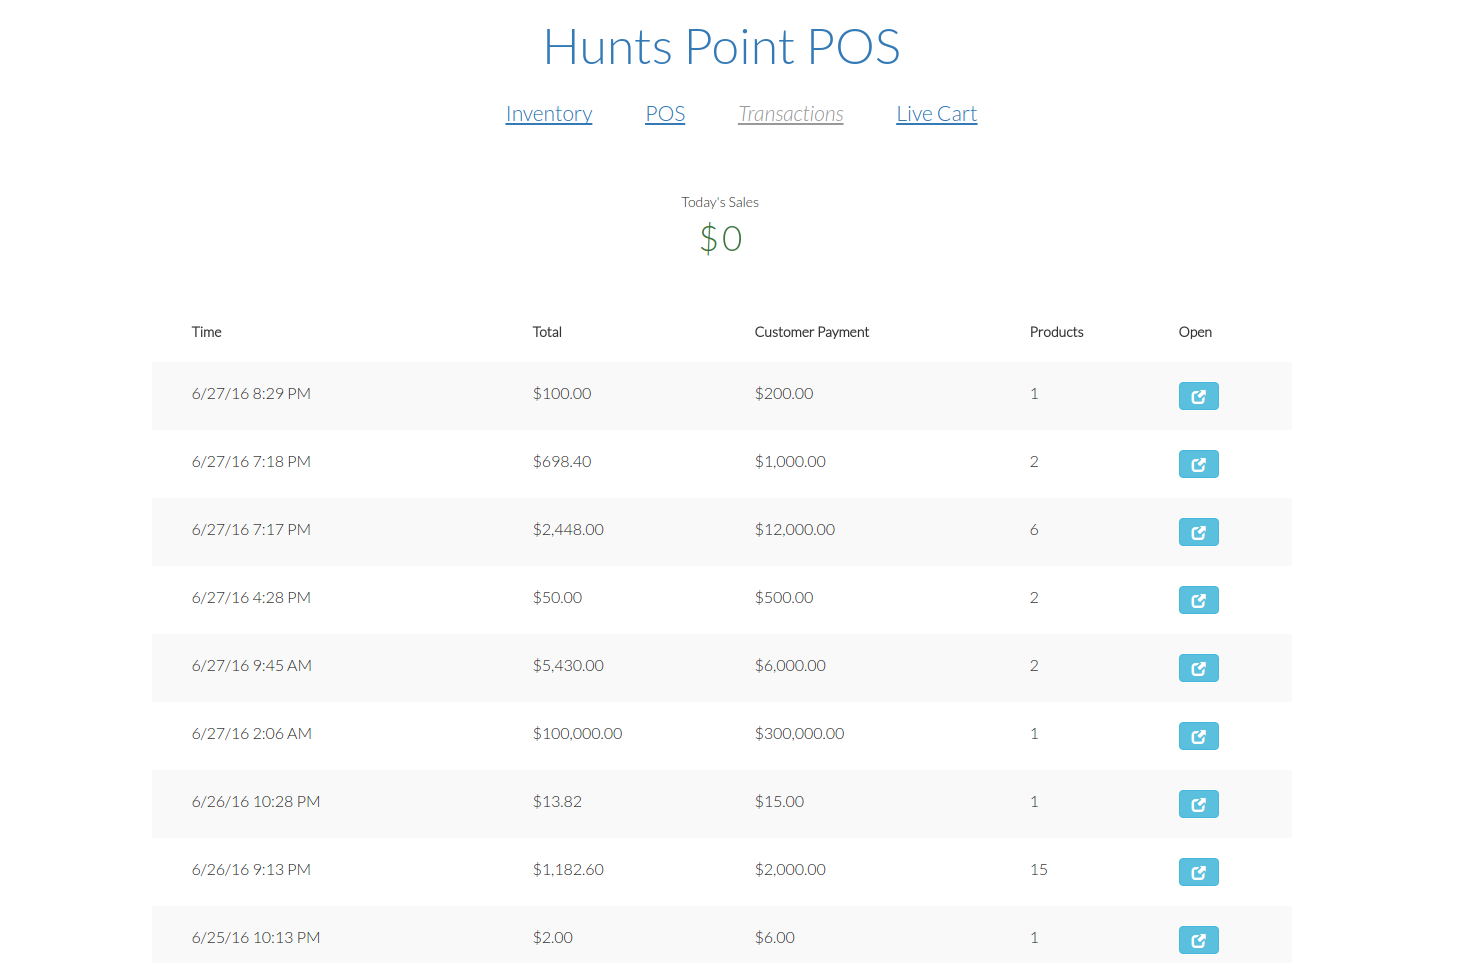 Hunts Point POS
Inventory POS Transactions Live Cart
Today's Sales
$0
Time Total Customer Payment Products Open
6/27/16 8:29 PM $100.00 $200.00 1
6/27/16 7:18 PM $698.40 $1,000.00 2
6/27/16 7:17 PM $2,448.00 $12,000.00 6
6/27/16 4:28 PM $50.00 $500.00 2
6/27/16 9:45 AM $5,430.00 $6,000.00 2
6/27/16 2:06 AM $100,000.00 $300,000.00 1
6/26/16 10:28 PM $13.82 $15.00 1
6/26/16 9:13 PM $1,182.60 $2,000.00 15
6/25/16 10:13 PM $2.00 $6.00 1